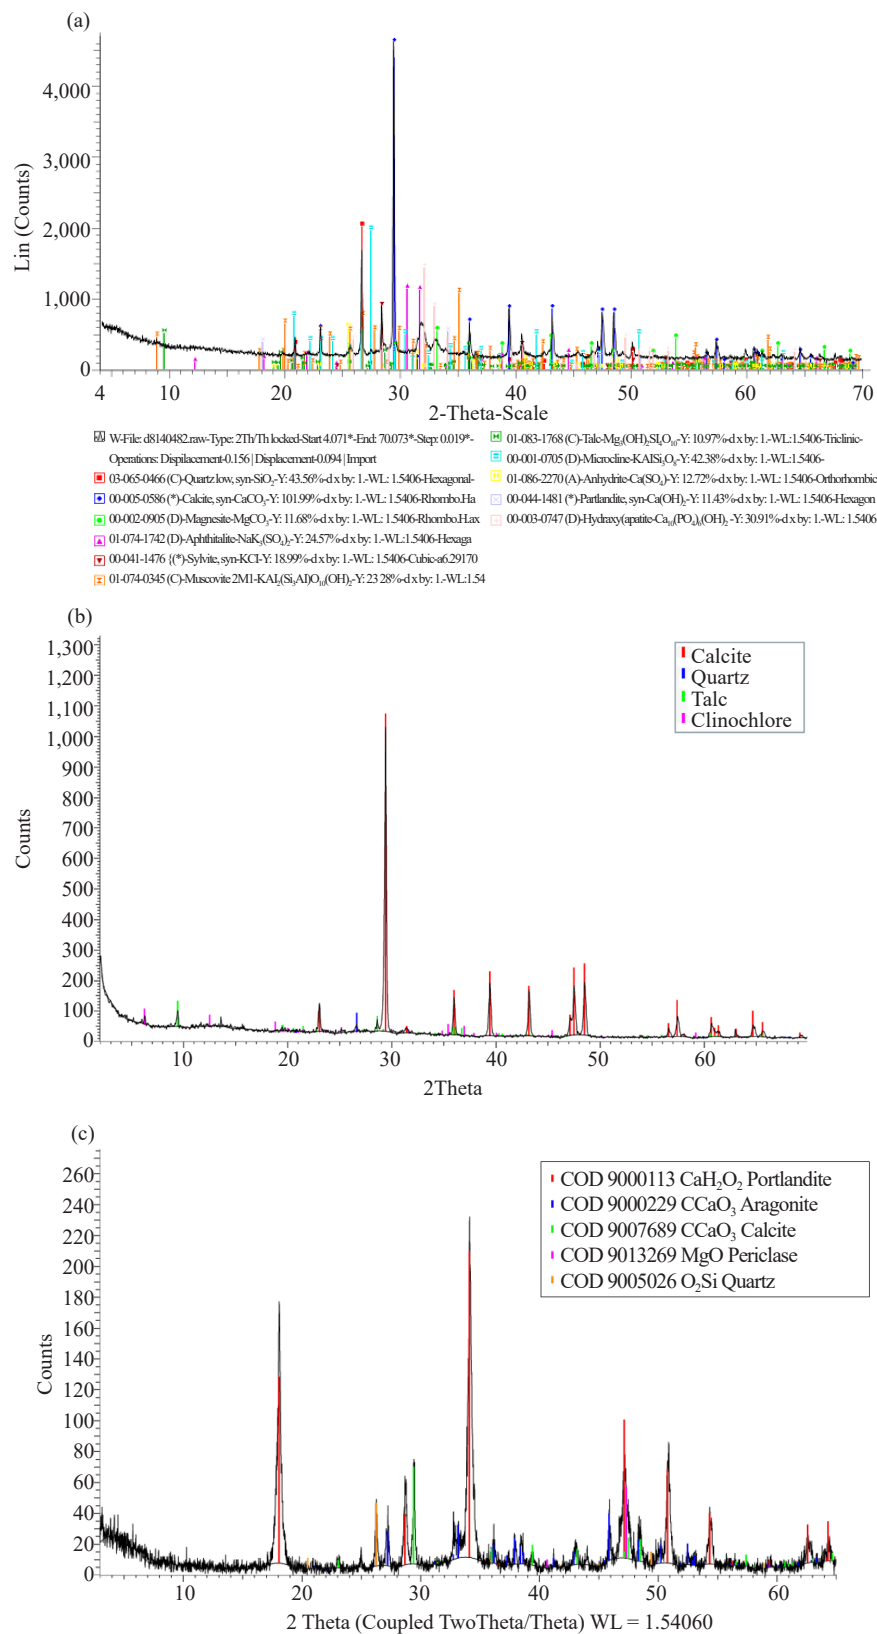 (a)
Lin (Counts)
4,000
3,000
2,000
1,000
0
4 10 20 30 40 50 60 70
2-Theta-Scale
W-File: d8140482.raw-Type: 2Th/Th locked-Start 4.071*-End: 70.073*-Step: 0.019*-
Operations: Dispilacement-0.156 | Displacement-0.094 | Import
03-065-0466 (C)-Quartz low, syn-SiO₂-Y: 43.56%-d x by: 1.-WL: 1.5406-Hexagonal-
00-005-0586 (*)-Calcite, syn-CaCO₃-Y: 101.99%-d x by: 1.-WL: 1.5406-Rhombo.Ha
00-002-0905 (D)-Magnesite-MgCO₃-Y: 11.68%-d x by: 1.-WL: 1.5406-Rhombo.H.ax
01-074-1742 (D)-Aphthitalite-NaK₃(SO₄)₂-Y: 24.57%-d x by: 1.-WL: 1.5406-Hexaga
00-041-1476 {(*)-Sylvite, syn-KCl-Y: 18.99%-d x by: 1.-WL: 1.5406-Cubic-a6.29170
01-074-0345 (C)-Muscovite 2M1-KAl₂(Si₃Al)O₁₀(OH)₂-Y: 23 28%-d x by: 1.-WL:1.54
01-083-1768 (C)-Talc-Mg₃(OH)₂SI₄O₁₀-Y: 10.97%-d x by: 1.-WL:1.5406-Triclinic-
00-001-0705 (D)-Microcline-KAlSi₃O₈-Y: 42.38%-d x by: 1.-WL:1.5406-
01-086-2270 (A)-Anhydrite-Ca(SO₄)-Y: 12.72%-d x by: 1.-WL: 1.5406-Orthorhombic
00-044-1481 (*)-Partlandite, syn-Ca(OH)₂-Y: 11.43%-d x by: 1.-WL: 1.5406-Hexagon
00-003-0747 (D)-Hydraxy(apatite-Ca₁₀(PO₄)₆(OH)₂ -Y: 30.91%-d x by: 1.-WL: 1.5406
(b)
Counts
1,300
1,200
1,100
1,000
900
800
700
600
500
400
300
200
100
0
10 20 30 40 50 60
2Theta
Calcite
Quartz
Talc
Clinochlore
(c)
Counts
260
240
220
200
180
160
140
120
100
80
60
40
20
0
10 20 30 40 50 60
2 Theta (Coupled TwoTheta/Theta) WL = 1.54060
COD 9000113 CaH₂O₂ Portlandite
COD 9000229 CCaO₃ Aragonite
COD 9007689 CCaO₃ Calcite
COD 9013269 MgO Periclase
COD 9005026 O₂Si Quartz